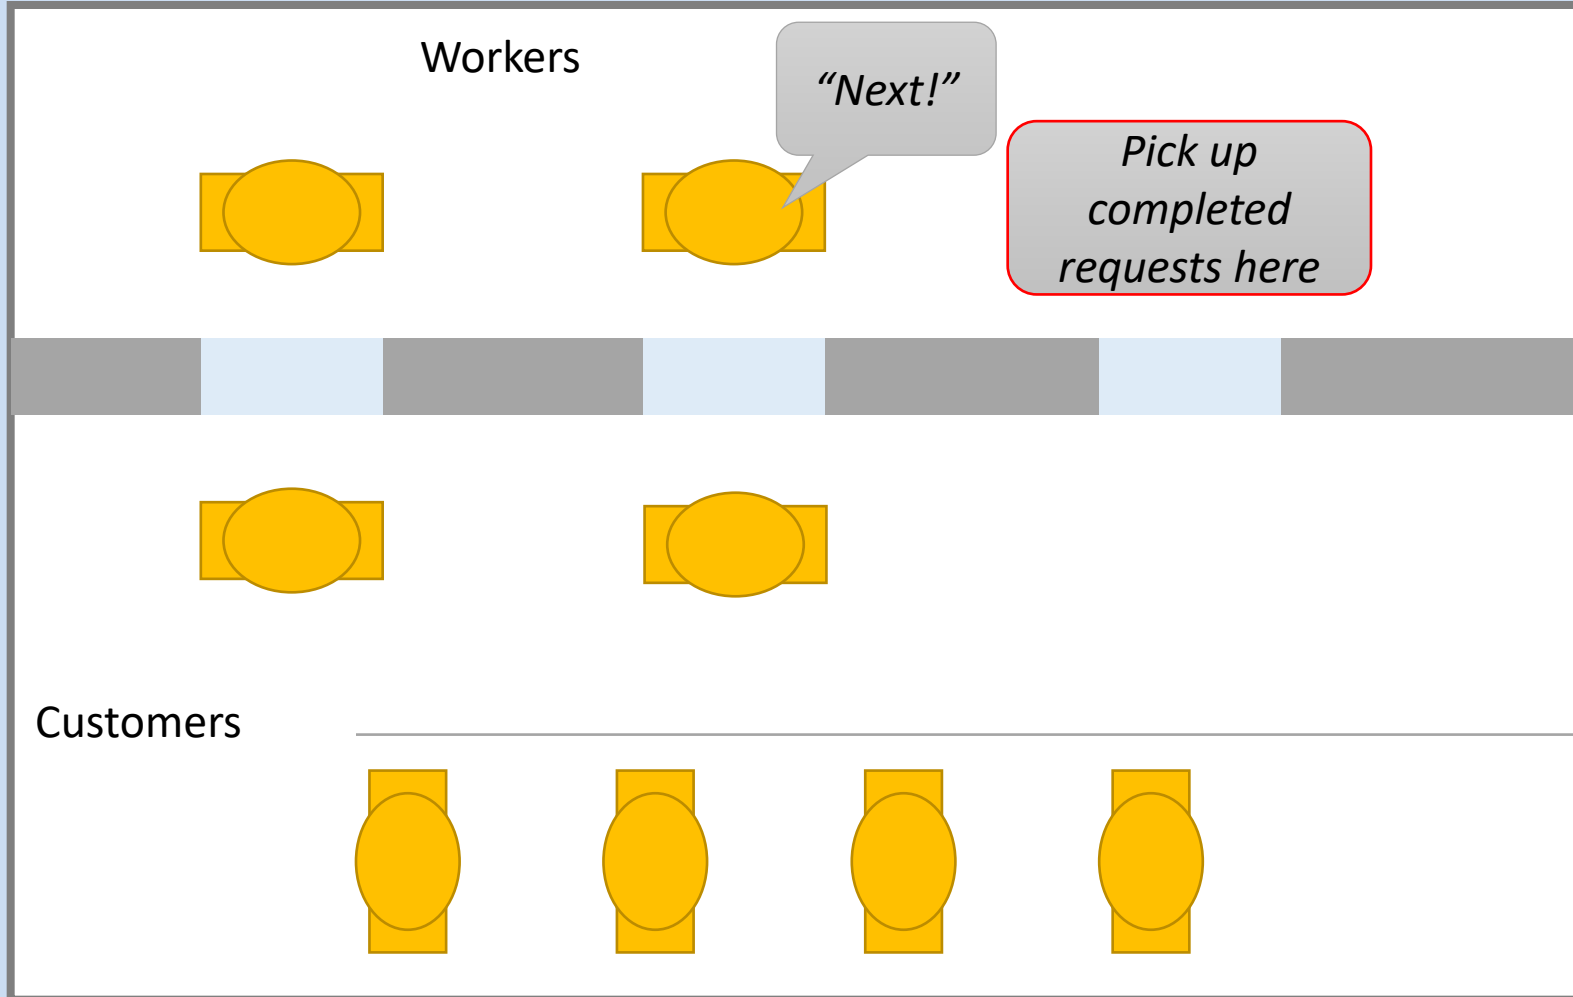 Workers
“Next!”
Pick up
completed
requests here
Customers